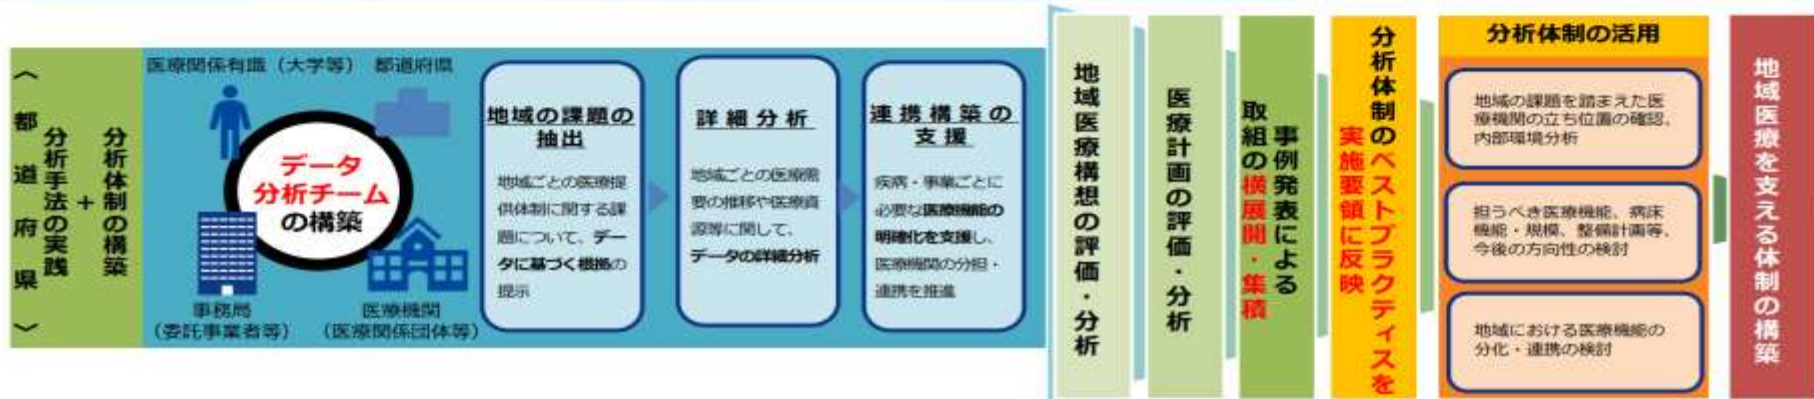 〈都道府県〉
分析体制の構築
+
分析手法の実践
医療関係有識（大学等）
都道府県
データ
分析チーム
の構築
事務局
（委託事業者等）
医療機関
（医療関係団体等）
地域の課題の
抽出
地域ごとの医療提
供体制に関する課
題について、デー
タに基づく根拠の
提示
詳細分析
地域ごとの医療需
要の推移や医療資
源等に関して、
データの詳細分析
連携構築の
支援
疾病・事業ごとに
必要な医療機能の
明確化を支援し、
医療機関の分担・
連携を推進
地域医療構想の評価・分析
医療計画の評価・分析
事例発表による
取組の横展開・集積
分析体制のベストプラクティスを
実施要領に反映
分析体制の活用
地域の課題を踏まえた医
療機関の立ち位置の確認、
内部環境分析
担うべき医療機能、病床
機能・規模、整備計画等、
今後の方向性の検討
地域における医療機能の
分化・連携の検討
地域医療を支える体制の構築